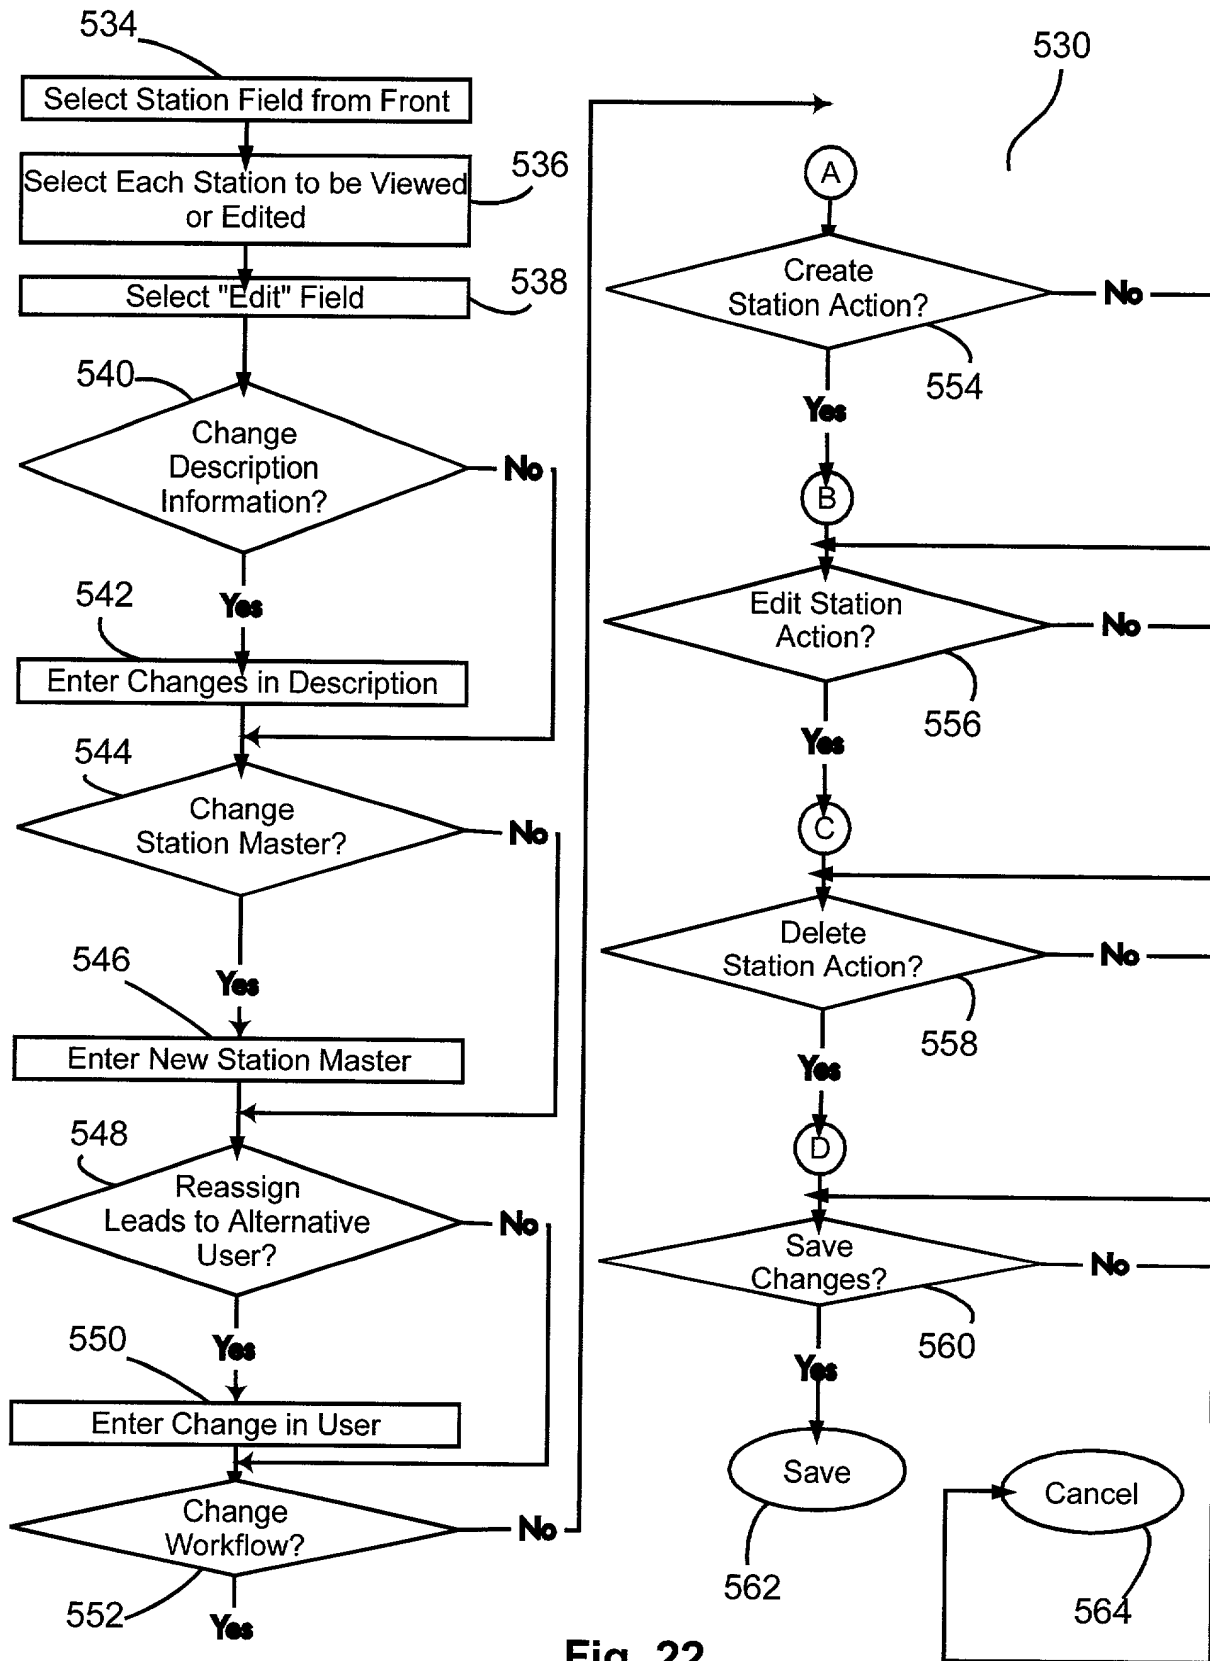 534
Select Station Field from Front
Select Each Station to be Viewed
or Edited
536
Select "Edit" Field
538
540
Change
Description
Information?
No
Yes
542
Enter Changes in Description
544
Change
Station Master?
No
Yes
546
Enter New Station Master
548
Reassign
Leads to Alternative
User?
No
Yes
550
Enter Change in User
Change
Workflow?
No
552
Yes
530
A
Create
Station Action?
No
554
Yes
B
Edit Station
Action?
No
556
Yes
C
Delete
Station Action?
No
558
Yes
D
Save
Changes?
No
560
Yes
Save
562
Cancel
564
Fig. 22